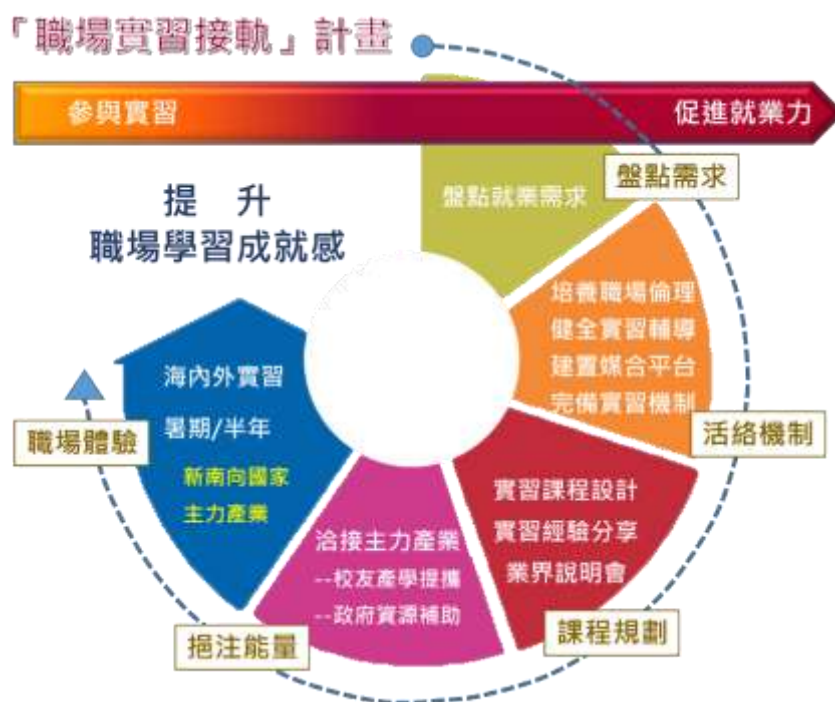 「職場實習接軌」計畫
參與實習
促進就業力
提 升
職場學習成就感
盤點需求
盤點就業需求
培養職場倫理
健全實習輔導
建置媒合平台
完備實習機制
活絡機制
實習課程設計
實習經驗分享
業界說明會
課程規劃
洽接主力產業
--校友產學提攜
--政府資源補助
挹注能量
海內外實習
暑期/半年
新南向國家
主力產業
職場體驗